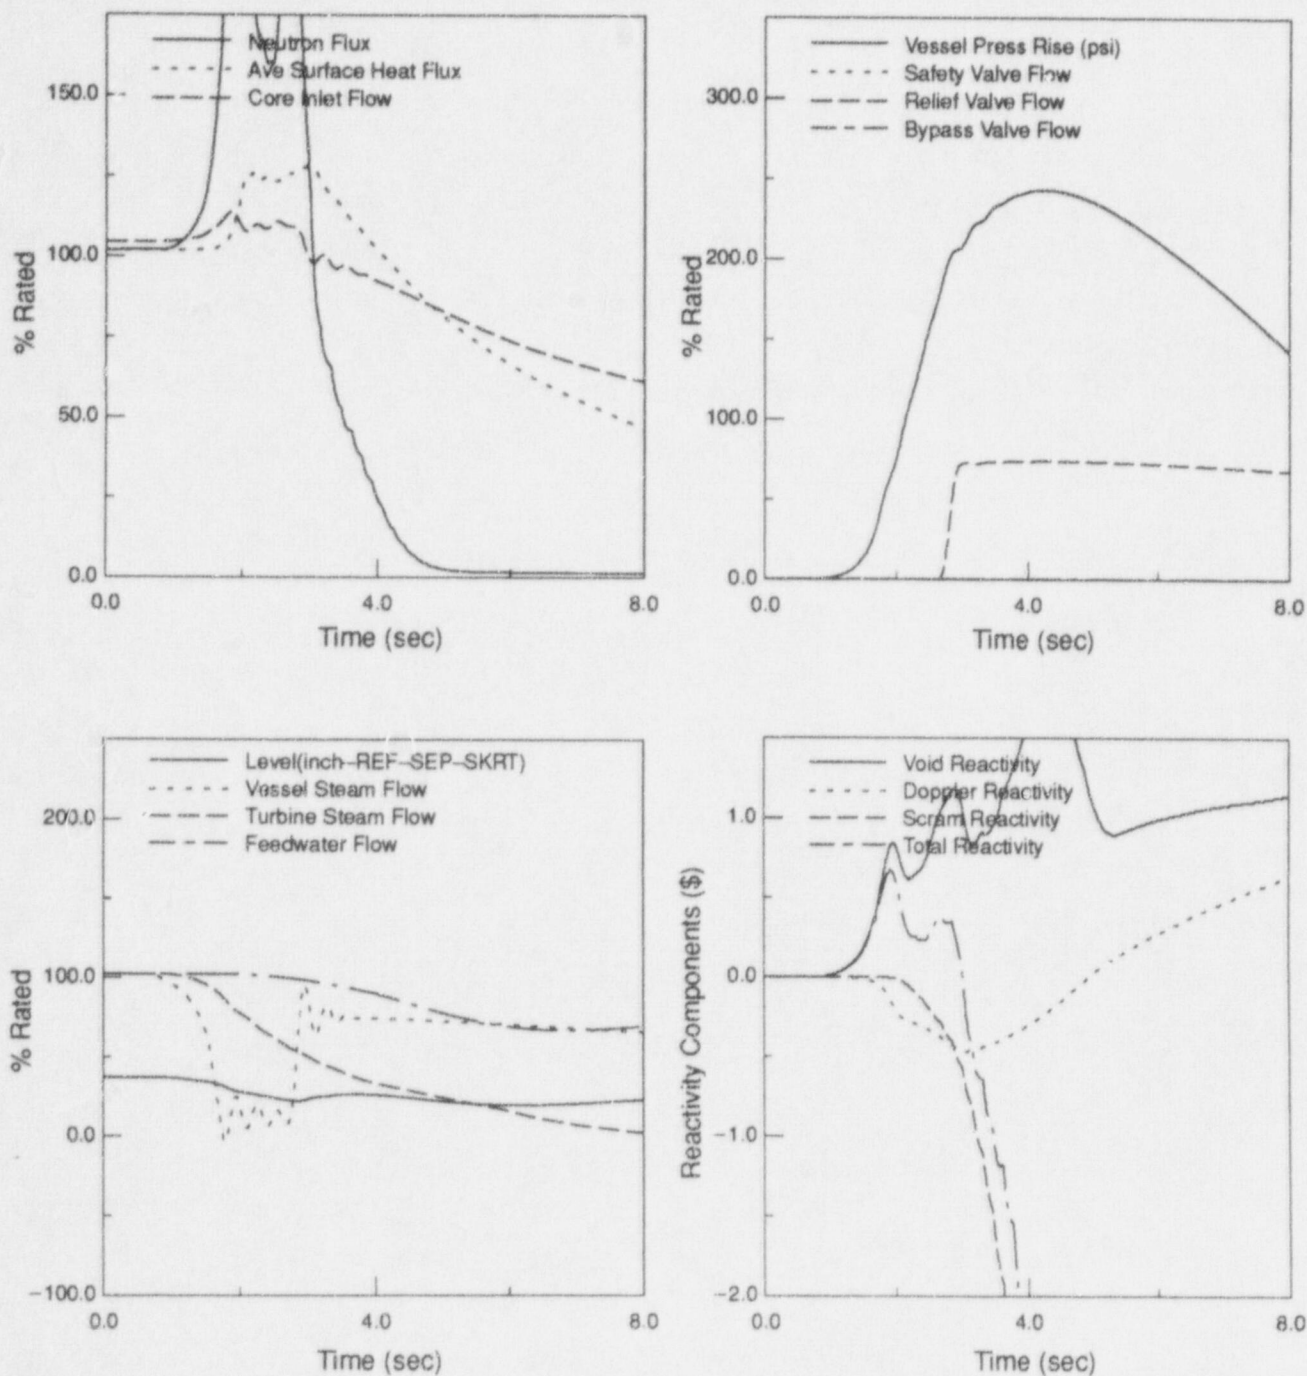 Neutron Flux
Ave Surface Heat Flux
Core Inlet Flow
150.0
100.0
50.0
0.0
% Rated
0.0
4.0
8.0
Time (sec)
Vessel Press Rise (psi)
Safety Valve Flow
Relief Valve Flow
Bypass Valve Flow
300.0
200.0
100.0
0.0
% Rated
0.0
4.0
8.0
Time (sec)
Level(inch-REF-SEP-SKRT)
Vessel Steam Flow
Turbine Steam Flow
Feedwater Flow
200.0
100.0
0.0
-100.0
% Rated
0.0
4.0
8.0
Time (sec)
Void Reactivity
Doppler Reactivity
Scram Reactivity
Total Reactivity
1.0
0.0
-1.0
-2.0
Reactivity Components ($)
0.0
4.0
8.0
Time (sec)